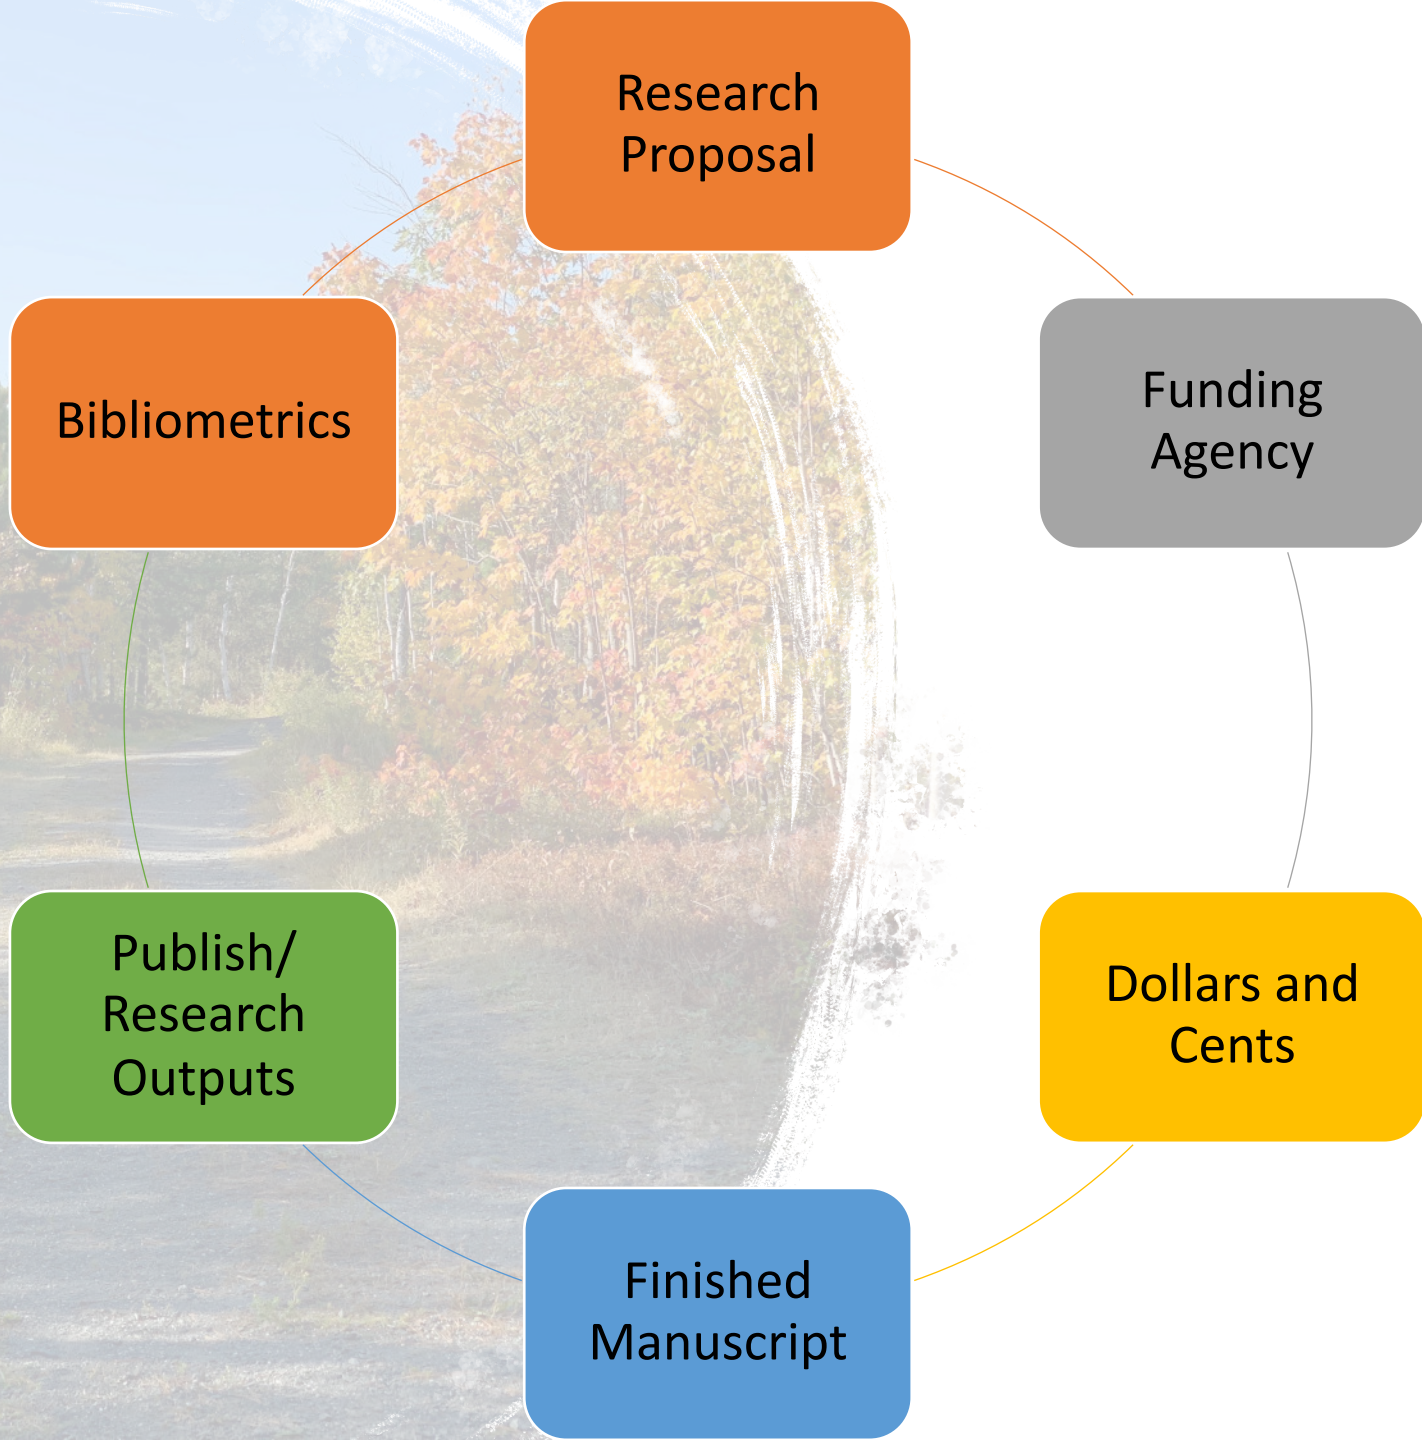 Research
Proposal
Funding
Agency
Dollars and
Cents
Finished
Manuscript
Publish/
Research
Outputs
Bibliometrics